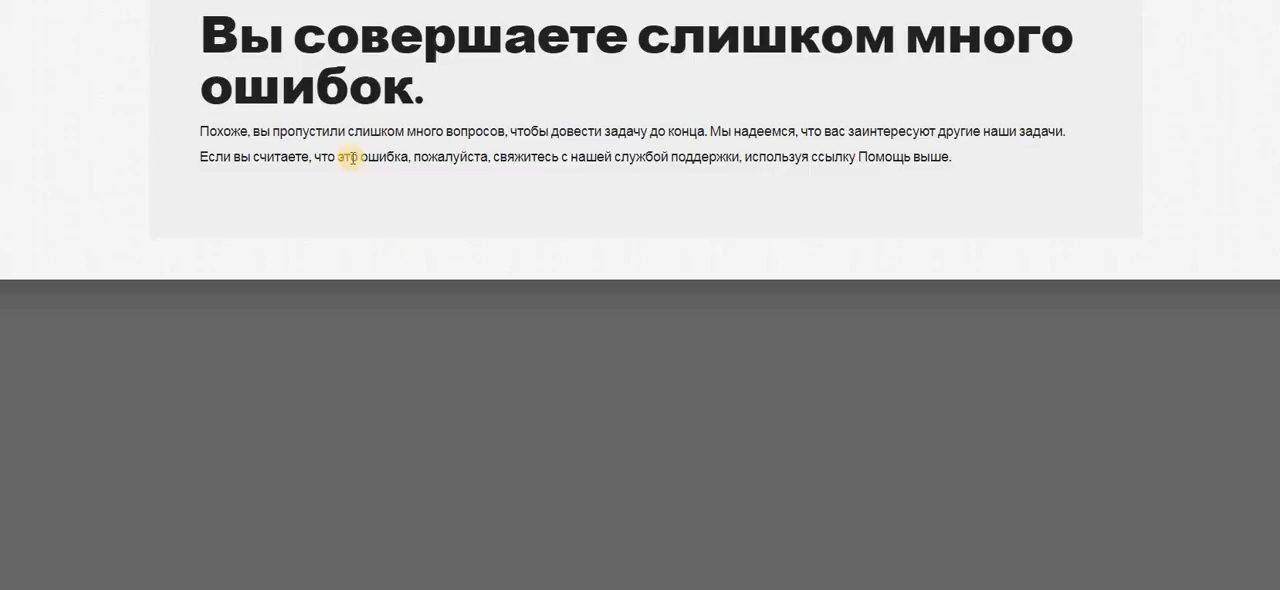 Вы совершаете слишком много
ошибок.
Похоже, вы пропустили слишком много вопросов, чтобы довести задачу до конца. Мы надеемся, что вас заинтересуют другие наши задачи.
Если вы считаете, что это ошибка, пожалуйста, свяжитесь с нашей службой поддержки, используя ссылку Помощь выше.